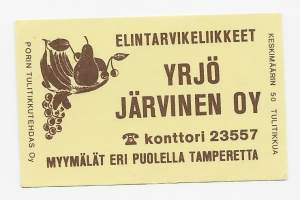 ELINTARVIKELIIKKEET
YRJÖ
JÄRVINEN OY
☎ konttori 23557
MYYMÄLÄT ERI PUOLELLA TAMPERETTA
PORIN TULITIKKUTEHDAS Oy
KESKIMÄÄRIN 50 TULITIKKUA